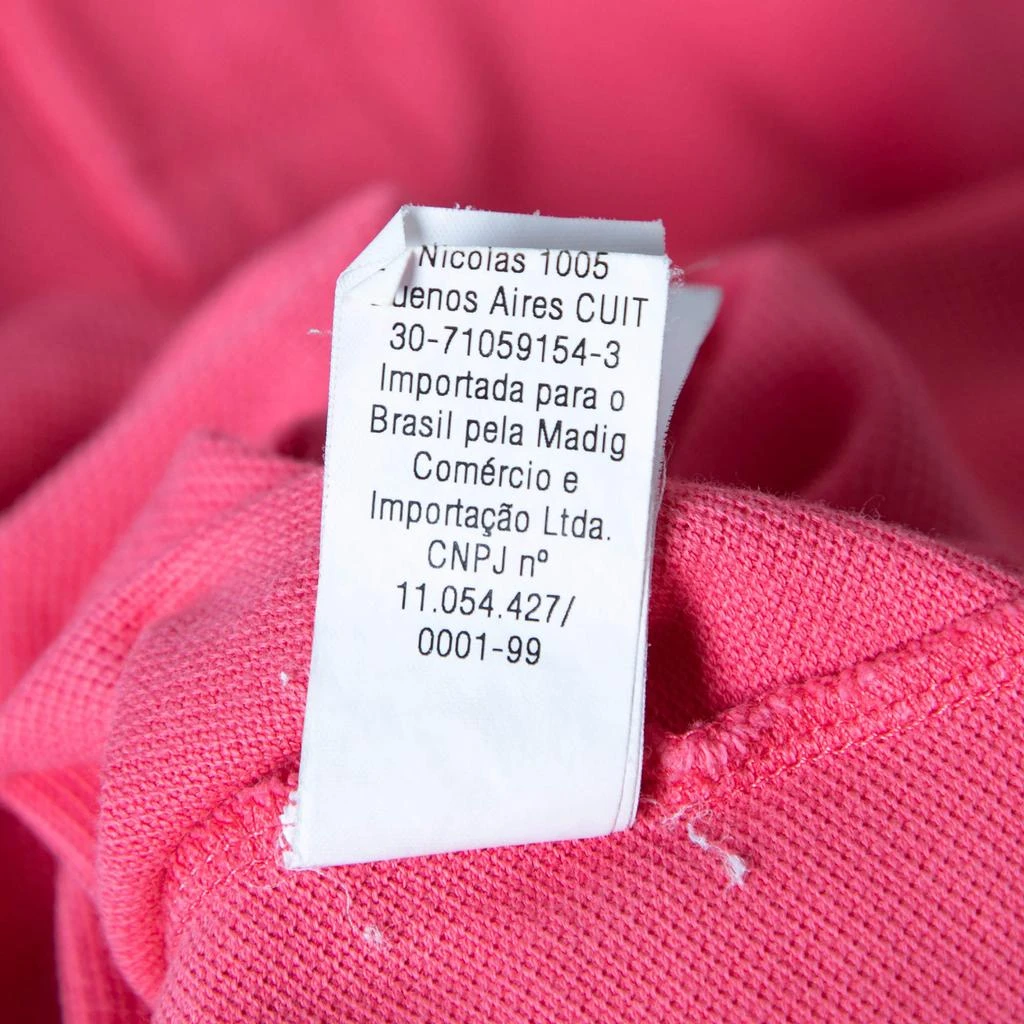 Nicolas 1005
uenos Aires CUIT
30-71059154-3
Importada para o
Brasil pela Madig
Comércio e
Importação Ltda.
CNPJ nº
11.054.427/
0001-99